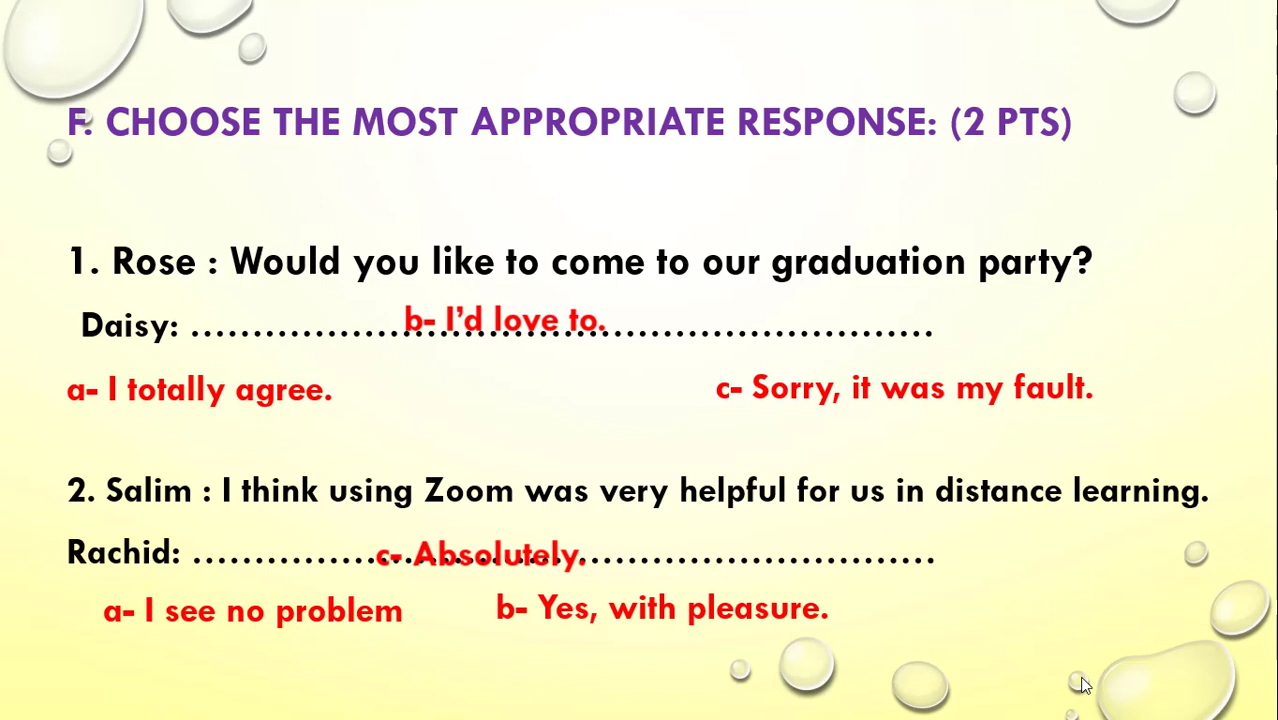 F. CHOOSE THE MOST APPROPRIATE RESPONSE: (2 PTS)
1. Rose : Would you like to come to our graduation party?
Daisy: ……………………………………………………
b- I’d love to.
a- I totally agree.
c- Sorry, it was my fault.
2. Salim : I think using Zoom was very helpful for us in distance learning.
Rachid: ……………………………………………………
c- Absolutely.
a- I see no problem
b- Yes, with pleasure.